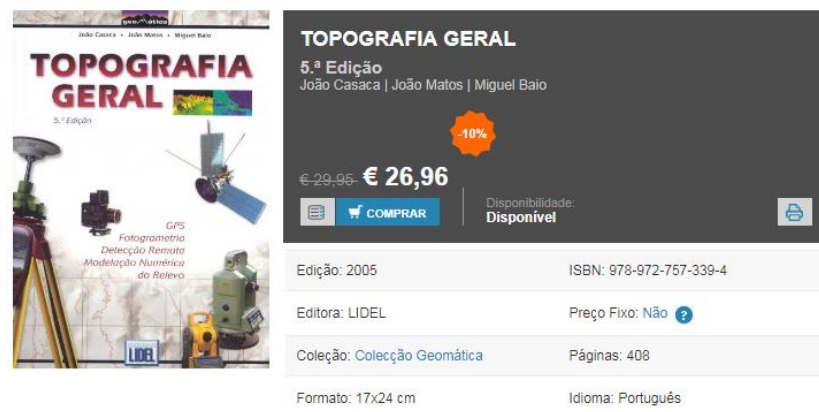 geomática
João Casaca • João Matos • Miguel Baio
TOPOGRAFIA
GERAL
5.ª Edição
GPS
Fotogrametria
Detecção Remota
Modelação Numérica
do Relevo
LIDEL
TOPOGRAFIA GERAL
5.ª Edição
João Casaca | João Matos | Miguel Baio
-10%
€ 29,95 € 26,96
COMPRAR
Disponibilidade:
Disponível
Edição: 2005 ISBN: 978-972-757-339-4
Editora: LIDEL Preço Fixo: Não ?
Coleção: Colecção Geomática Páginas: 408
Formato: 17x24 cm Idioma: Português